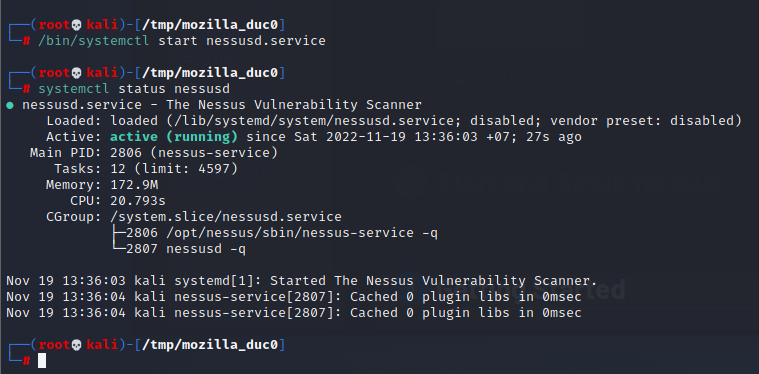 ┌──(root💀kali)-[/tmp/mozilla_duc0]
└─# /bin/systemctl start nessusd.service
┌──(root💀kali)-[/tmp/mozilla_duc0]
└─# systemctl status nessusd
● nessusd.service - The Nessus Vulnerability Scanner
Loaded: loaded (/lib/systemd/system/nessusd.service; disabled; vendor preset: disabled)
Active: active (running) since Sat 2022-11-19 13:36:03 +07; 27s ago
Main PID: 2806 (nessus-service)
Tasks: 12 (limit: 4597)
Memory: 172.9M
CPU: 20.793s
CGroup: /system.slice/nessusd.service
├─2806 /opt/nessus/sbin/nessus-service -q
└─2807 nessusd -q
Nov 19 13:36:03 kali systemd[1]: Started The Nessus Vulnerability Scanner.
Nov 19 13:36:04 kali nessus-service[2807]: Cached 0 plugin libs in 0msec
Nov 19 13:36:04 kali nessus-service[2807]: Cached 0 plugin libs in 0msec
┌──(root💀kali)-[/tmp/mozilla_duc0]
└─#